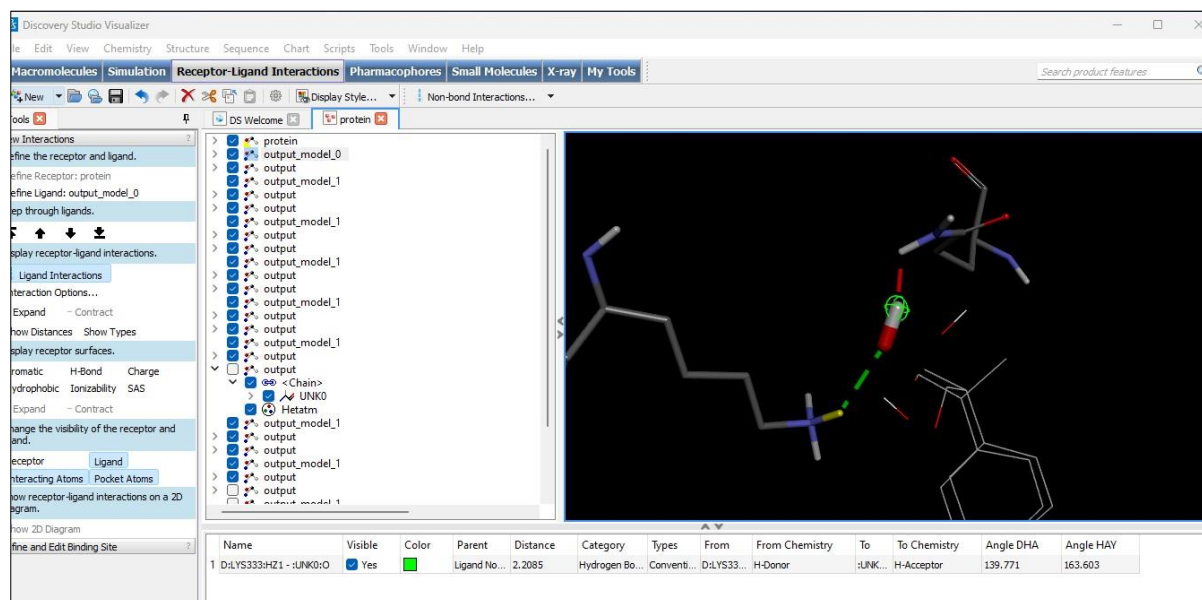 Discovery Studio Visualizer
le Edit View Chemistry Structure Sequence Chart Scripts Tools Window Help
Macromolecules Simulation Receptor-Ligand Interactions Pharmacophores Small Molecules X-ray My Tools
Search product features
New Display Style... Non-bond Interactions...
ools DS Welcome protein
ew Interactions ?
efine the receptor and ligand.
efine Receptor: protein
efine Ligand: output_model_0
ep through ligands.
splay receptor-ligand interactions.
Ligand Interactions
nteraction Options...
Expand - Contract
how Distances Show Types
splay receptor surfaces.
romatic H-Bond Charge
ydrophobic Ionizability SAS
Expand - Contract
hange the visibility of the receptor and
and.
eceptor Ligand
nteracting Atoms Pocket Atoms
ow receptor-ligand interactions on a 2D
agram.
how 2D Diagram
fine and Edit Binding Site ?
protein
output_model_0
output
output_model_1
output
output
output_model_1
output
output
output_model_1
output
output
output_model_1
output
output
output_model_1
output
output
<Chain>
UNK0
Hetatm
output_model_1
output
output
output_model_1
output
output
output_model_1
Name Visible Color Parent Distance Category Types From From Chemistry To To Chemistry Angle DHA Angle HAY
1 D:LYS333:HZ1 - :UNK0:O Yes Ligand No... 2.2085 Hydrogen Bo... Conventi... D:LYS33... H-Donor :UNK... H-Acceptor 139.771 163.603